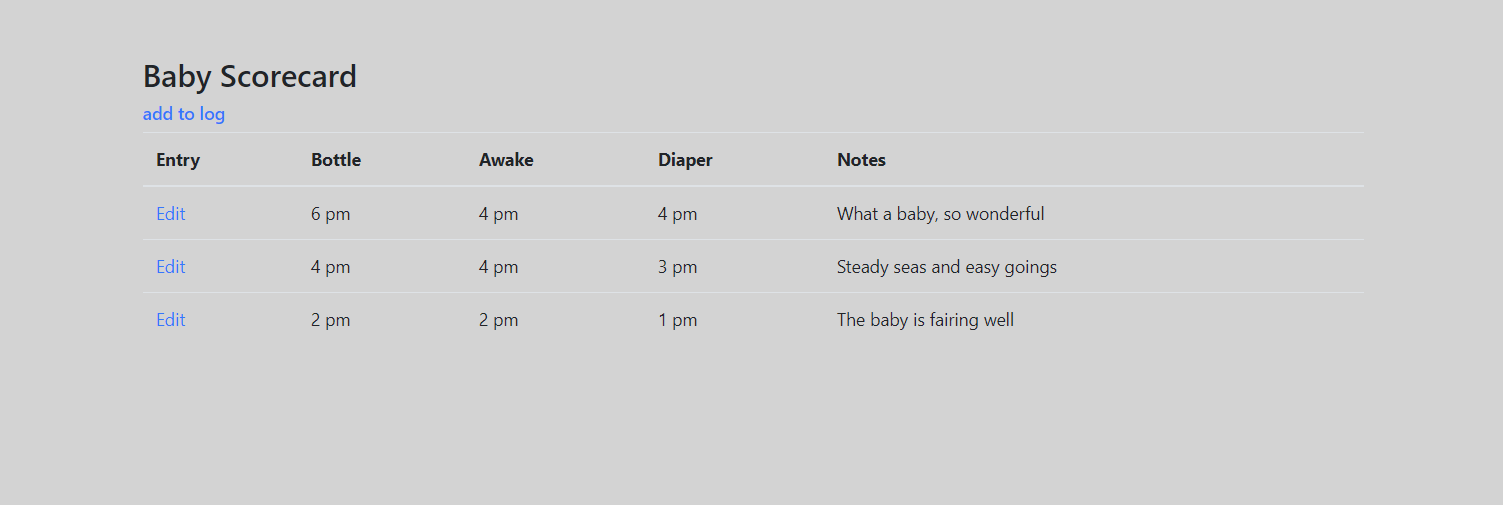 Baby Scorecard
add to log
Entry Bottle Awake Diaper Notes
Edit 6 pm 4 pm 4 pm What a baby, so wonderful
Edit 4 pm 4 pm 3 pm Steady seas and easy goings
Edit 2 pm 2 pm 1 pm The baby is fairing well